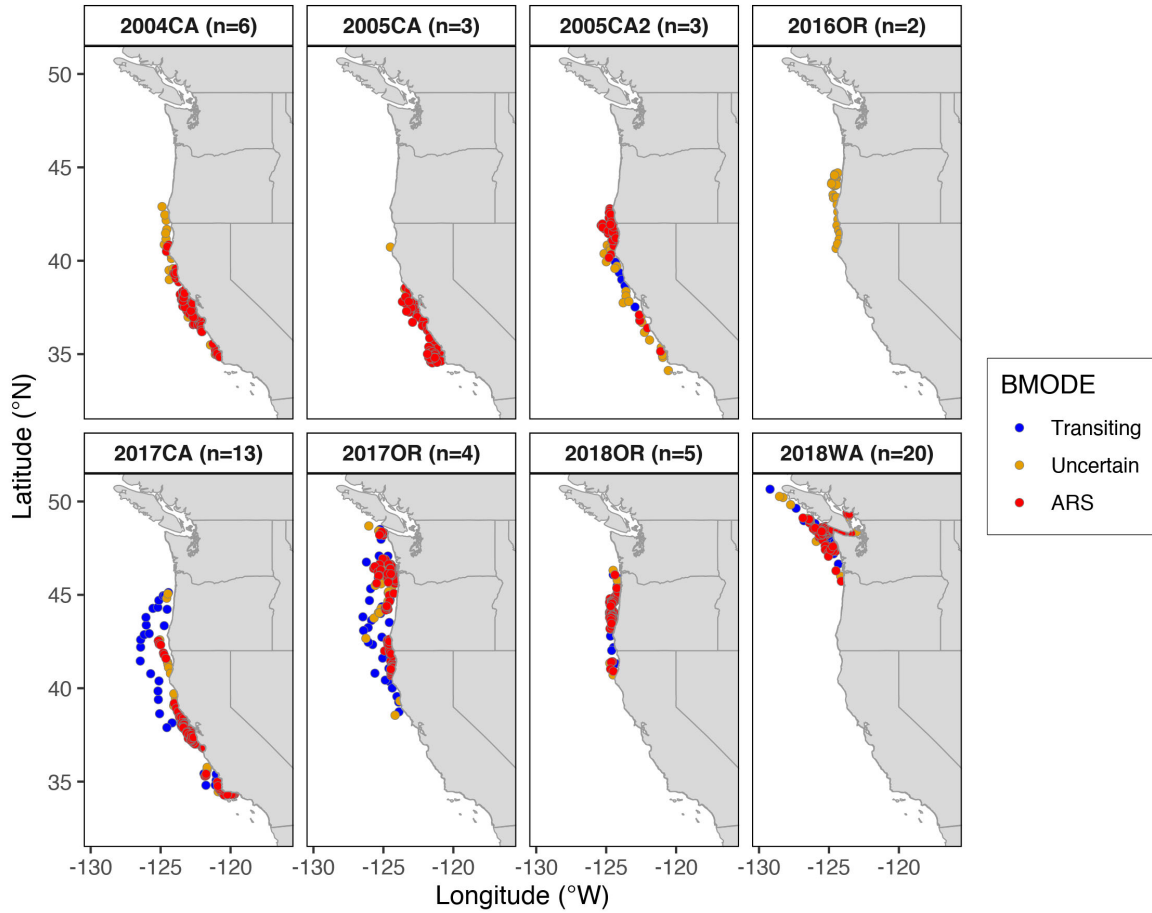 2004CA (n=6)
2005CA (n=3)
2005CA2 (n=3)
2016OR (n=2)
50
45
40
35
2017CA (n=13)
2017OR (n=4)
2018OR (n=5)
2018WA (n=20)
50
45
40
35
-130 -125 -120
-130 -125 -120
-130 -125 -120
-130 -125 -120
Longitude (°W)
Latitude (°N)
BMODE
Transiting
Uncertain
ARS